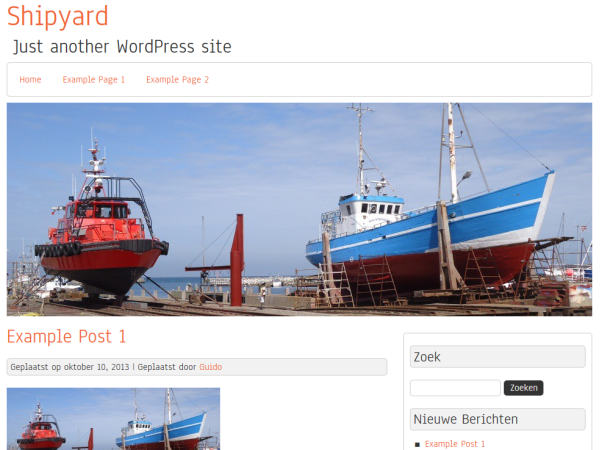 Shipyard
Just another WordPress site
Home Example Page 1 Example Page 2
Example Post 1
Geplaatst op oktober 10, 2013 | Geplaatst door Guido
Zoek
Zoeken
Nieuwe Berichten
Example Post 1